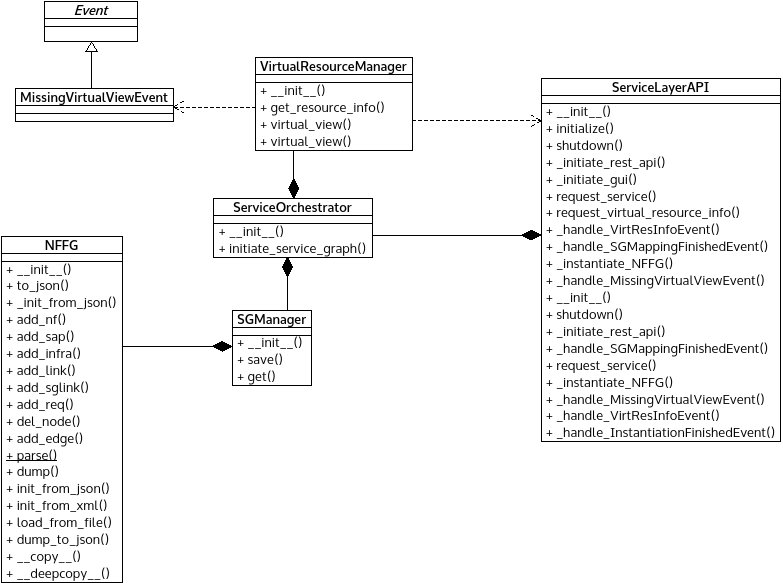 Event
MissingVirtualViewEvent
VirtualResourceManager
+ __init__()
+ get_resource_info()
+ virtual_view()
+ virtual_view()
ServiceLayerAPI
+ __init__()
+ initialize()
+ shutdown()
+ _initiate_rest_api()
+ _initiate_gui()
+ request_service()
+ request_virtual_resource_info()
+ _handle_VirtResInfoEvent()
+ _handle_SGMappingFinishedEvent()
+ _instantiate_NFFG()
+ _handle_MissingVirtualViewEvent()
+ __init__()
+ shutdown()
+ _initiate_rest_api()
+ _handle_SGMappingFinishedEvent()
+ request_service()
+ _instantiate_NFFG()
+ _handle_MissingVirtualViewEvent()
+ _handle_VirtResInfoEvent()
+ _handle_InstantiationFinishedEvent()
ServiceOrchestrator
+ __init__()
+ initiate_service_graph()
NFFG
+ __init__()
+ to_json()
+ _init_from_json()
+ add_nf()
+ add_sap()
+ add_infra()
+ add_link()
+ add_sglink()
+ add_req()
+ del_node()
+ add_edge()
+ parse()
+ dump()
+ init_from_json()
+ init_from_xml()
+ load_from_file()
+ dump_to_json()
+ __copy__()
+ __deepcopy__()
SGManager
+ __init__()
+ save()
+ get()